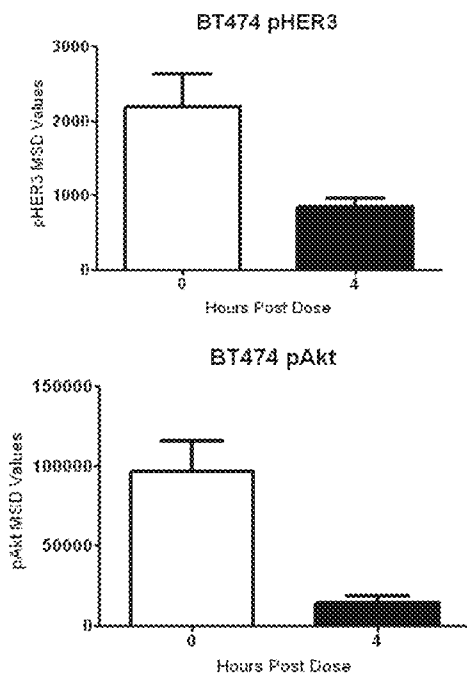 BT474 pHER3
3000
2000
1000
0
pHER3 MSD Values
0 4
Hours Post Dose
BT474 pAkt
150000
100000
50000
0
pAkt MSD Values
0 4
Hours Post Dose